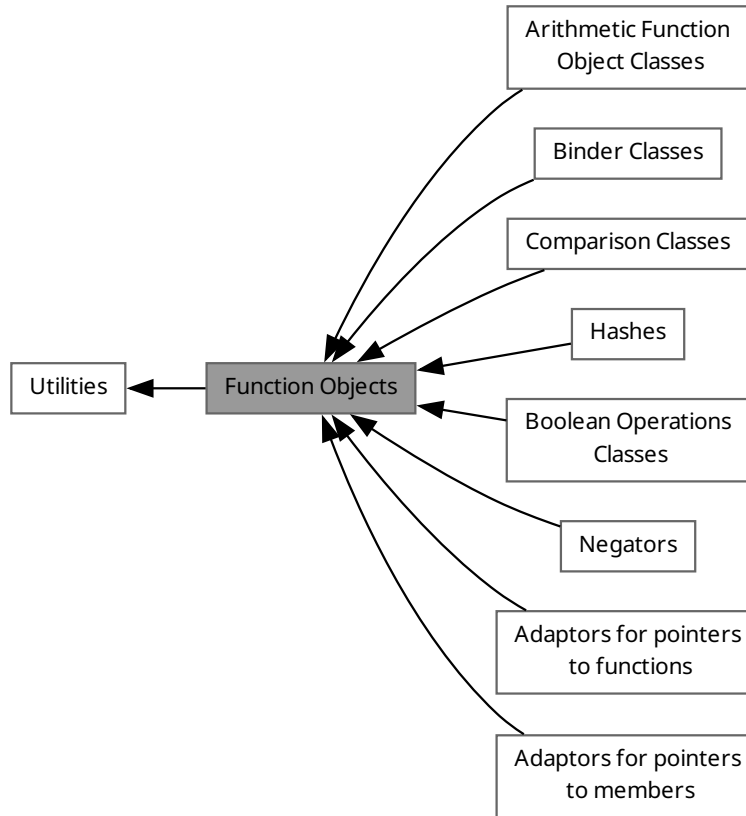 Arithmetic Function
Object Classes
Binder Classes
Comparison Classes
Hashes
Utilities
Function Objects
Boolean Operations
Classes
Negators
Adaptors for pointers
to functions
Adaptors for pointers
to members